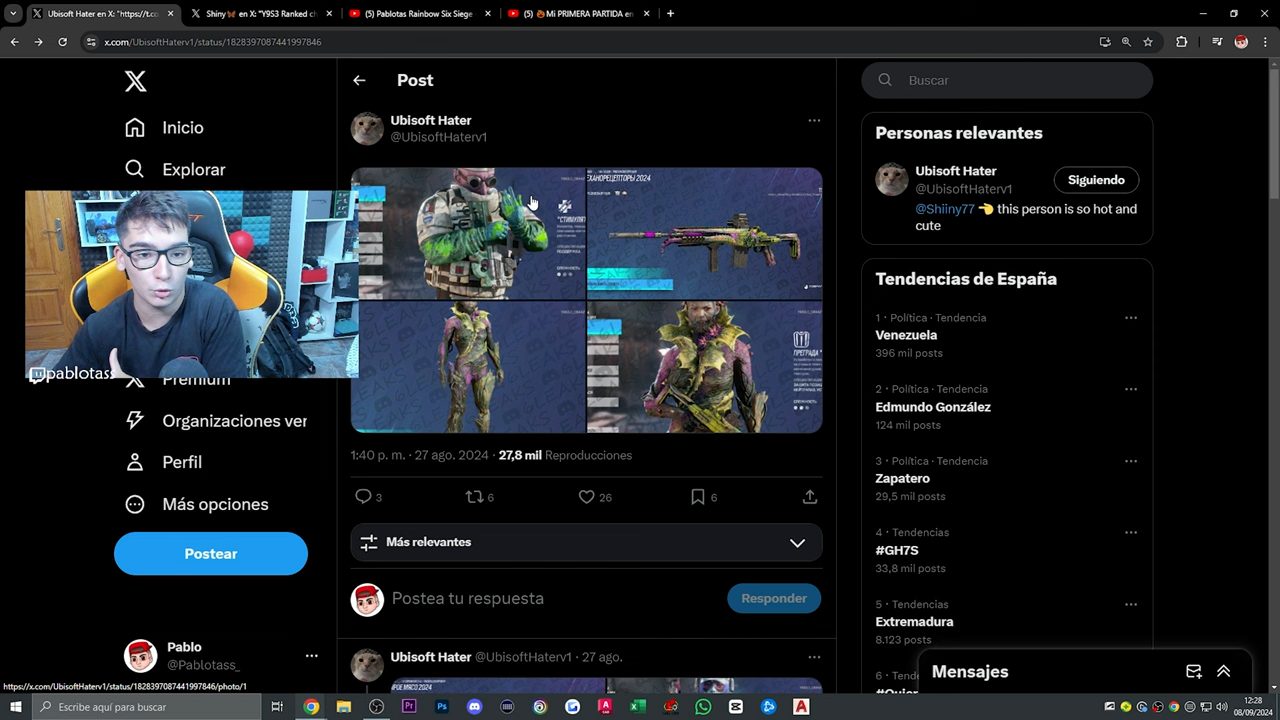 Ubisoft Hater en X: "https://t.co
Shiny🦋 en X: "Y9S3 Ranked ch
(5) Pablotas Rainbow Six Siege
(5) 🎃Mi PRIMERA PARTIDA en
x.com/UbisoftHaterv1/status/1828397087441997846
Inicio
Explorar
pablotass
Premium
Organizaciones ver
Perfil
Más opciones
Postear
Pablo
@Pablotass_
Post
Ubisoft Hater
@UbisoftHaterv1
1:40 p. m. · 27 ago. 2024 · 27,8 mil Reproducciones
3
6
26
6
Más relevantes
Postea tu respuesta
Responder
Ubisoft Hater @UbisoftHaterv1 · 27 ago.
Buscar
Personas relevantes
Ubisoft Hater
@UbisoftHaterv1
Siguiendo
@Shiiny77 👈 this person is so hot and
cute
Tendencias de España
1 · Política · Tendencia
Venezuela
396 mil posts
2 · Política · Tendencia
Edmundo González
124 mil posts
3 · Política · Tendencia
Zapatero
29,5 mil posts
4 · Tendencias
#GH7S
33,8 mil posts
5 · Tendencias
Extremadura
8.123 posts
Mensajes
https://x.com/UbisoftHaterv1/status/1828397087441997846/photo/1
Escribe aquí para buscar
12:28
08/09/2024